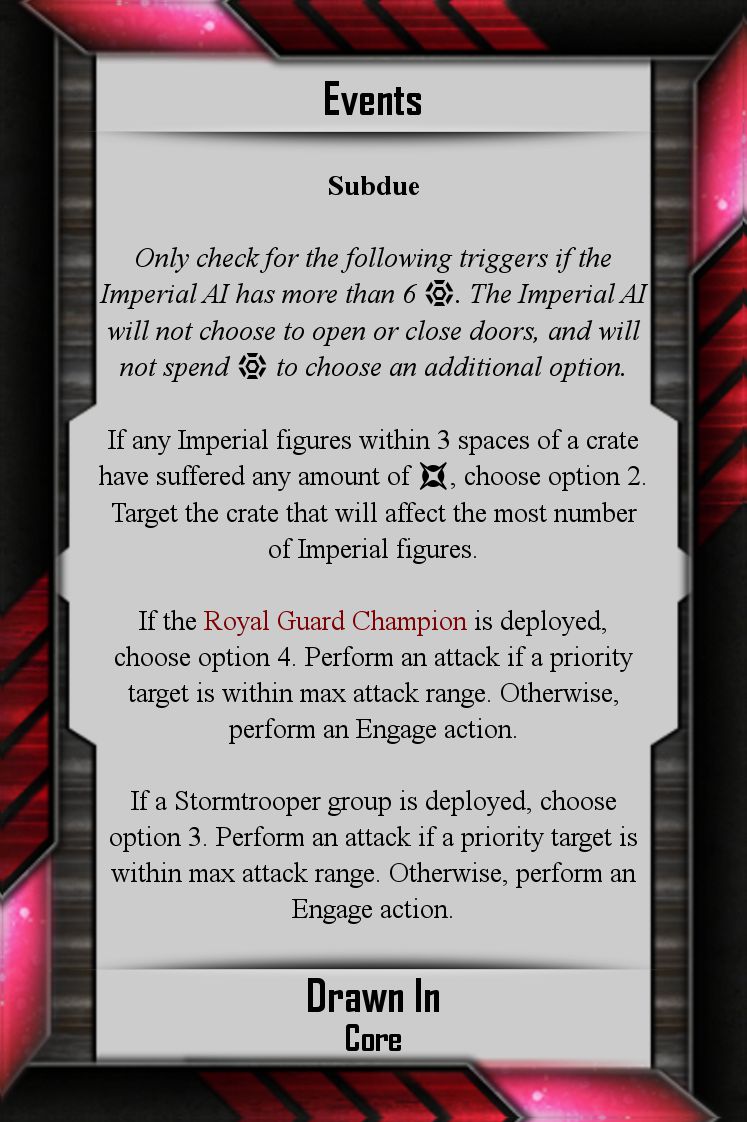 Events
Subdue
Only check for the following triggers if the
Imperial AI has more than 6 . The Imperial AI
will not choose to open or close doors, and will
not spend to choose an additional option.
If any Imperial figures within 3 spaces of a crate
have suffered any amount of , choose option 2.
Target the crate that will affect the most number
of Imperial figures.
If the Royal Guard Champion is deployed,
choose option 4. Perform an attack if a priority
target is within max attack range. Otherwise,
perform an Engage action.
If a Stormtrooper group is deployed, choose
option 3. Perform an attack if a priority target is
within max attack range. Otherwise, perform an
Engage action.
Drawn In
Core